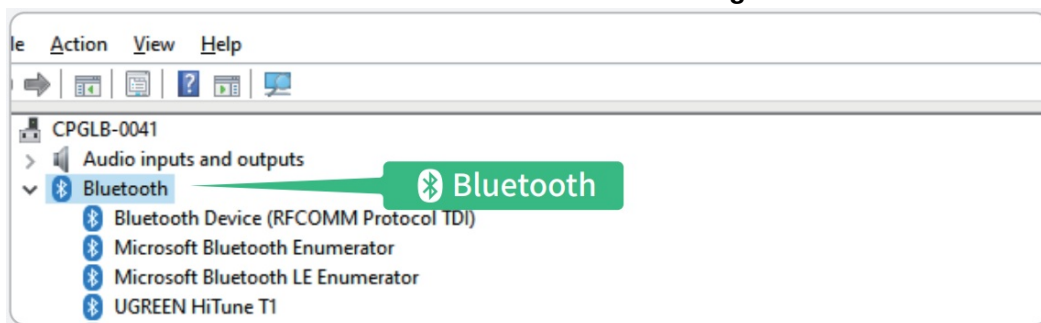 le Action View Help
CPGLB-0041
Audio inputs and outputs
Bluetooth
Bluetooth
Bluetooth Device (RFCOMM Protocol TDI)
Microsoft Bluetooth Enumerator
Microsoft Bluetooth LE Enumerator
UGREEN HiTune T1